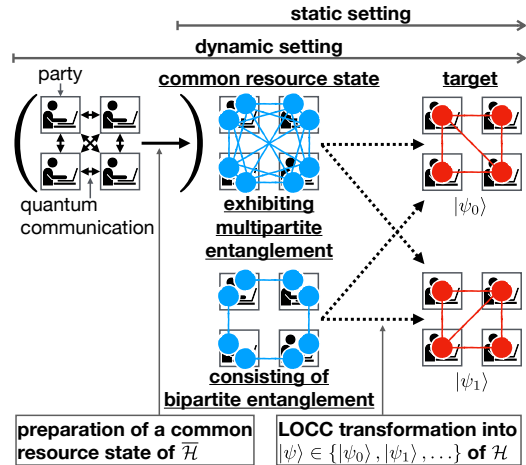 static setting
dynamic setting
party
common resource state
target
quantum
communication
exhibiting
multipartite
entanglement
|ψ₀⟩
consisting of
bipartite entanglement
|ψ₁⟩
preparation of a common
resource state of H̅
LOCC transformation into
|ψ⟩ ∈ {|ψ₀⟩, |ψ₁⟩, …} of ℋ